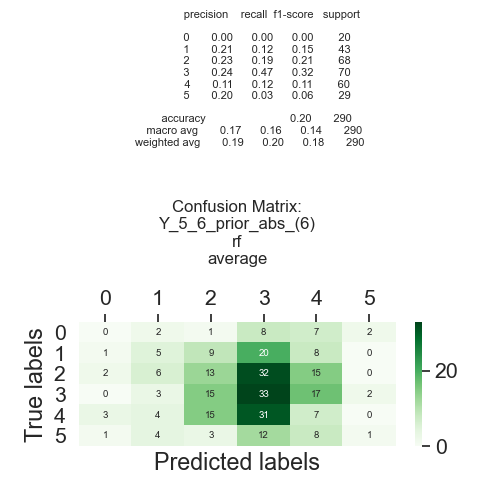 precision recall f1-score support
0 0.00 0.00 0.00 20
1 0.21 0.12 0.15 43
2 0.23 0.19 0.21 68
3 0.24 0.47 0.32 70
4 0.11 0.12 0.11 60
5 0.20 0.03 0.06 29
accuracy 0.20 290
macro avg 0.17 0.16 0.14 290
weighted avg 0.19 0.20 0.18 290
Confusion Matrix:
Y_5_6_prior_abs_(6)
rf
average
0 1 2 3 4 5
0 0 2 1 8 7 2
1 1 5 9 20 8 0
2 2 6 13 32 15 0
3 0 3 15 33 17 2
4 3 4 15 31 7 0
5 1 4 3 12 8 1
True labels
Predicted labels
20
0